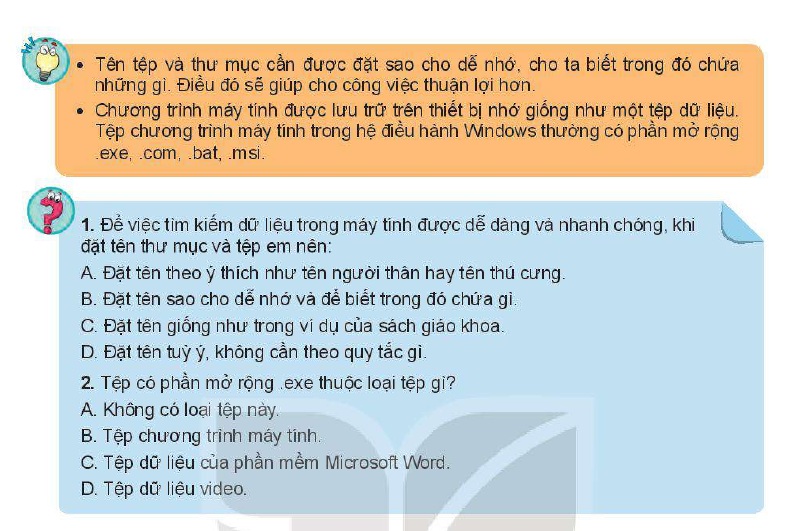 • Tên tệp và thư mục cần được đặt sao cho dễ nhớ, cho ta biết trong đó chứa
những gì. Điều đó sẽ giúp cho công việc thuận lợi hơn.
• Chương trình máy tính được lưu trữ trên thiết bị nhớ giống như một tệp dữ liệu.
Tệp chương trình máy tính trong hệ điều hành Windows thường có phần mở rộng
.exe, .com, .bat, .msi.
1. Để việc tìm kiếm dữ liệu trong máy tính được dễ dàng và nhanh chóng, khi
đặt tên thư mục và tệp em nên:
A. Đặt tên theo ý thích như tên người thân hay tên thú cưng.
B. Đặt tên sao cho dễ nhớ và dễ biết trong đó chứa gì.
C. Đặt tên giống như trong ví dụ của sách giáo khoa.
D. Đặt tên tuỳ ý, không cần theo quy tắc gì.
2. Tệp có phần mở rộng .exe thuộc loại tệp gì?
A. Không có loại tệp này.
B. Tệp chương trình máy tính.
C. Tệp dữ liệu của phần mềm Microsoft Word.
D. Tệp dữ liệu video.